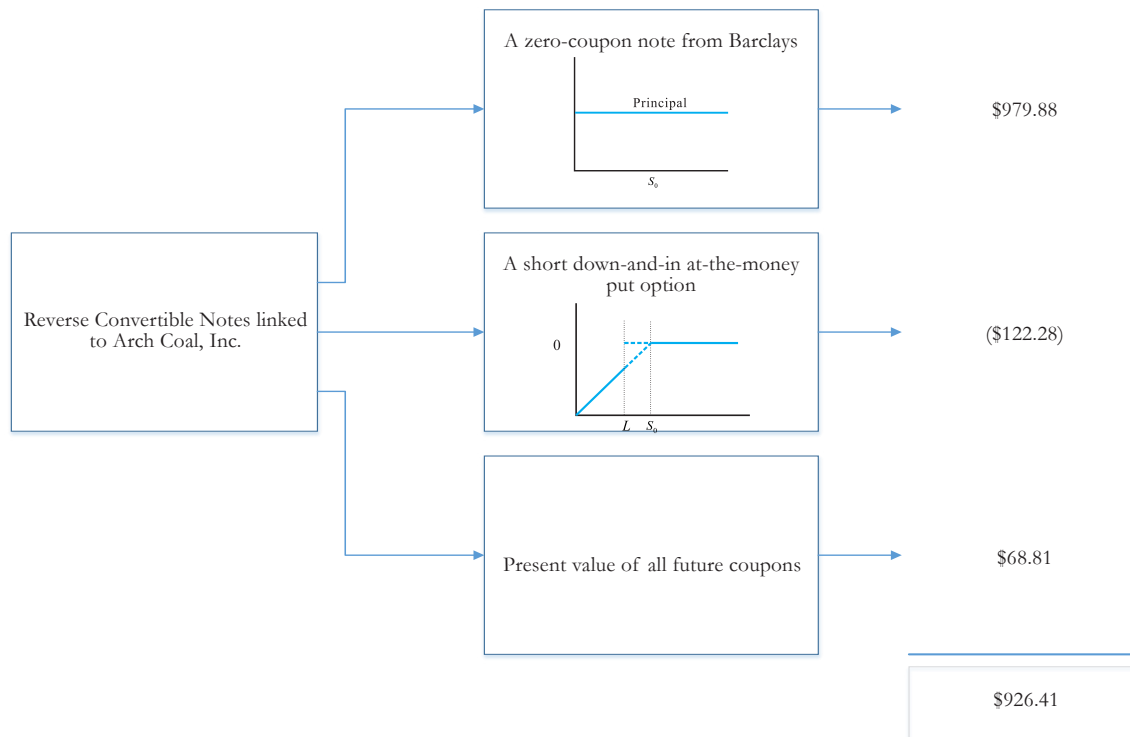 A zero-coupon note from Barclays
Principal
S₀
$979.88
Reverse Convertible Notes linked
to Arch Coal, Inc.
A short down-and-in at-the-money
put option
0
L S₀
($122.28)
Present value of all future coupons
$68.81
$926.41